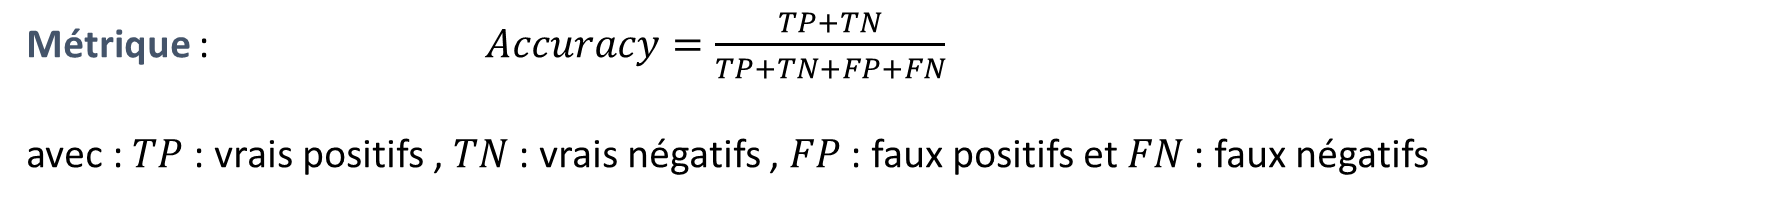 Métrique : Accuracy = \frac{TP+TN}{TP+TN+FP+FN}
avec : TP : vrais positifs , TN : vrais négatifs , FP : faux positifs et FN : faux négatifs